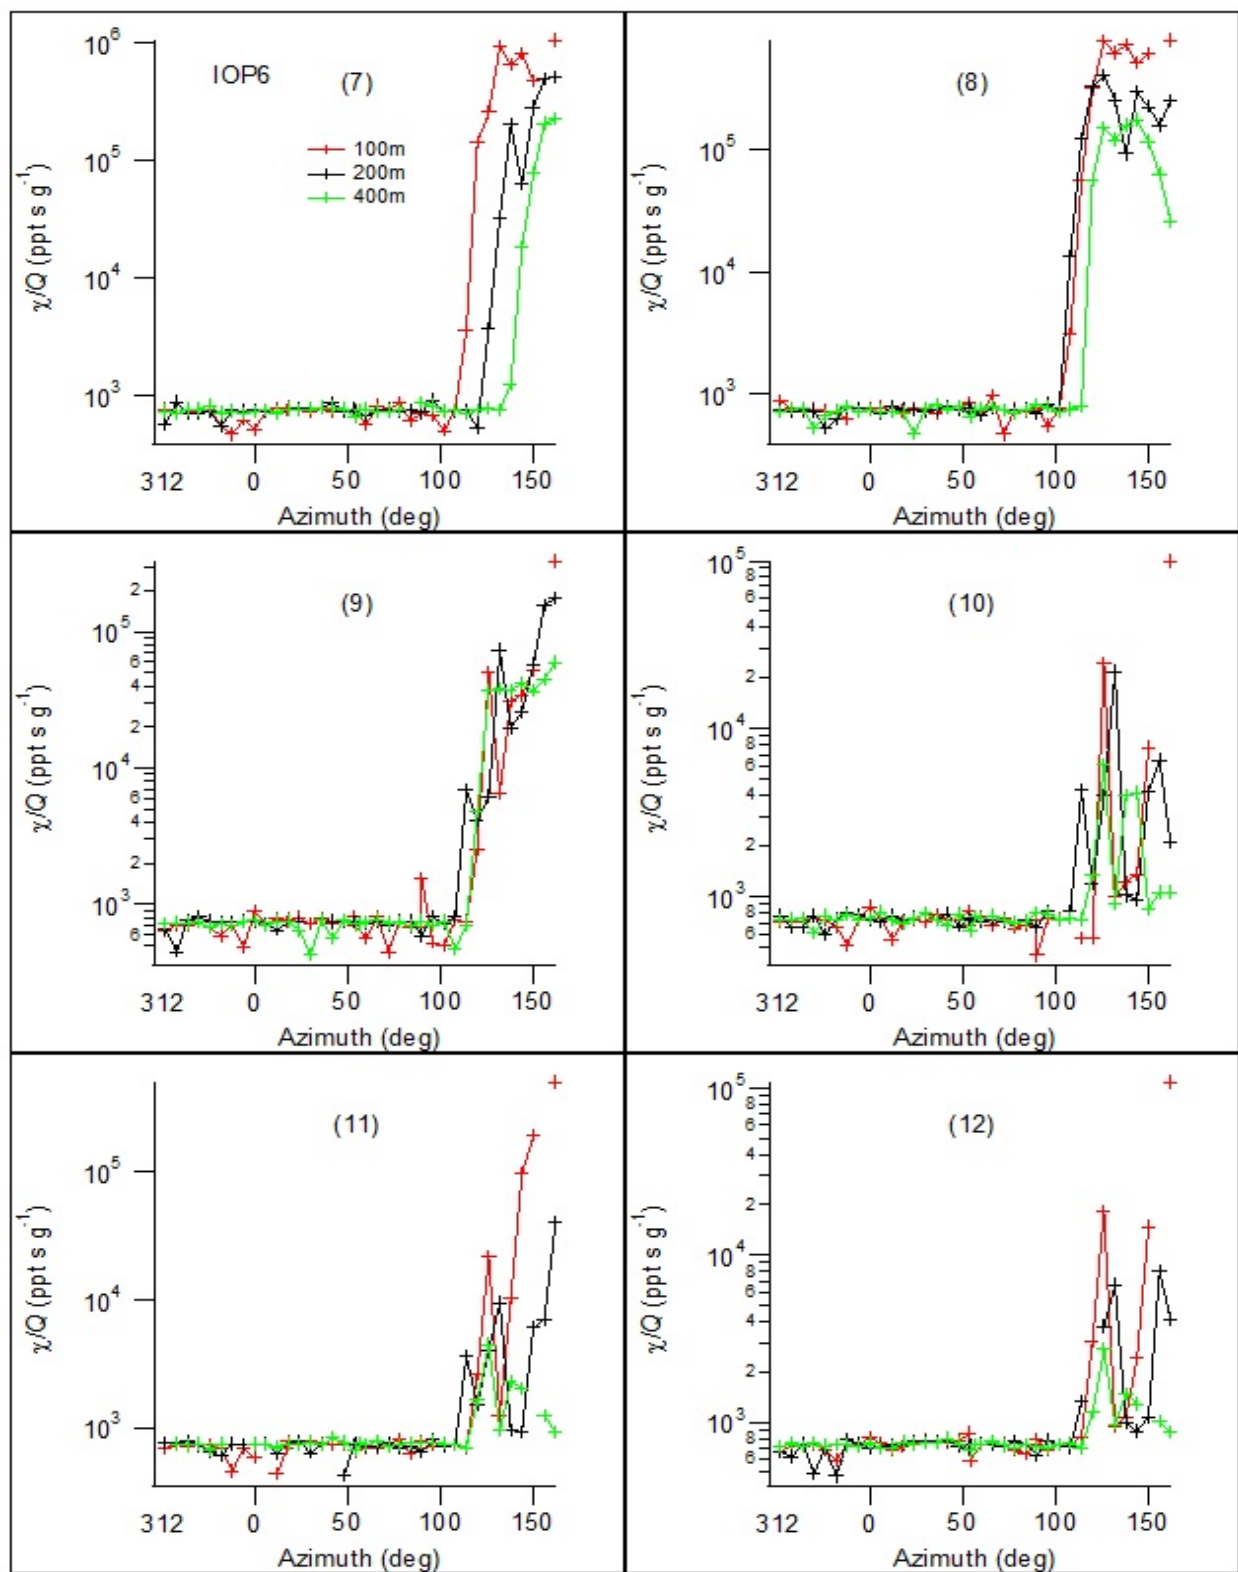 IOP6
(7)
10⁶
10⁵
10⁴
10³
χ/Q (ppt s g⁻¹)
100m
200m
400m
312 0 50 100 150
Azimuth (deg)
(8)
10⁵
10⁴
10³
χ/Q (ppt s g⁻¹)
312 0 50 100 150
Azimuth (deg)
(9)
2
10⁵
6
4
2
10⁴
6
4
2
10³
6
χ/Q (ppt s g⁻¹)
312 0 50 100 150
Azimuth (deg)
(10)
10⁵
8
6
4
2
10⁴
8
6
4
2
10³
8
6
χ/Q (ppt s g⁻¹)
312 0 50 100 150
Azimuth (deg)
(11)
10⁵
10⁴
10³
χ/Q (ppt s g⁻¹)
312 0 50 100 150
Azimuth (deg)
(12)
10⁵
8
6
4
2
10⁴
8
6
4
2
10³
8
6
χ/Q (ppt s g⁻¹)
312 0 50 100 150
Azimuth (deg)